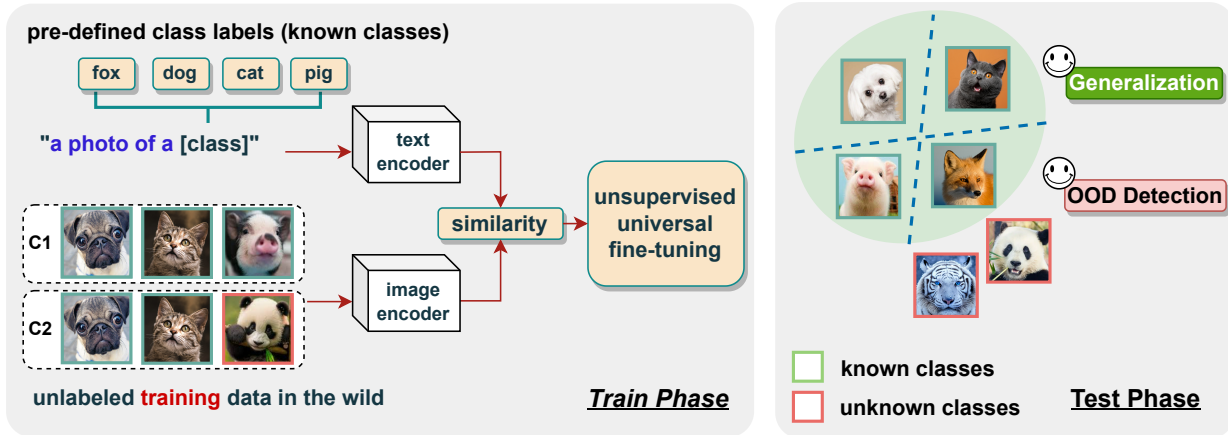 pre-defined class labels (known classes)
fox
dog
cat
pig
"a photo of a [class]"
text
encoder
C1
C2
image
encoder
similarity
unsupervised
universal
fine-tuning
unlabeled training data in the wild
Train Phase
Generalization
OOD Detection
known classes
unknown classes
Test Phase